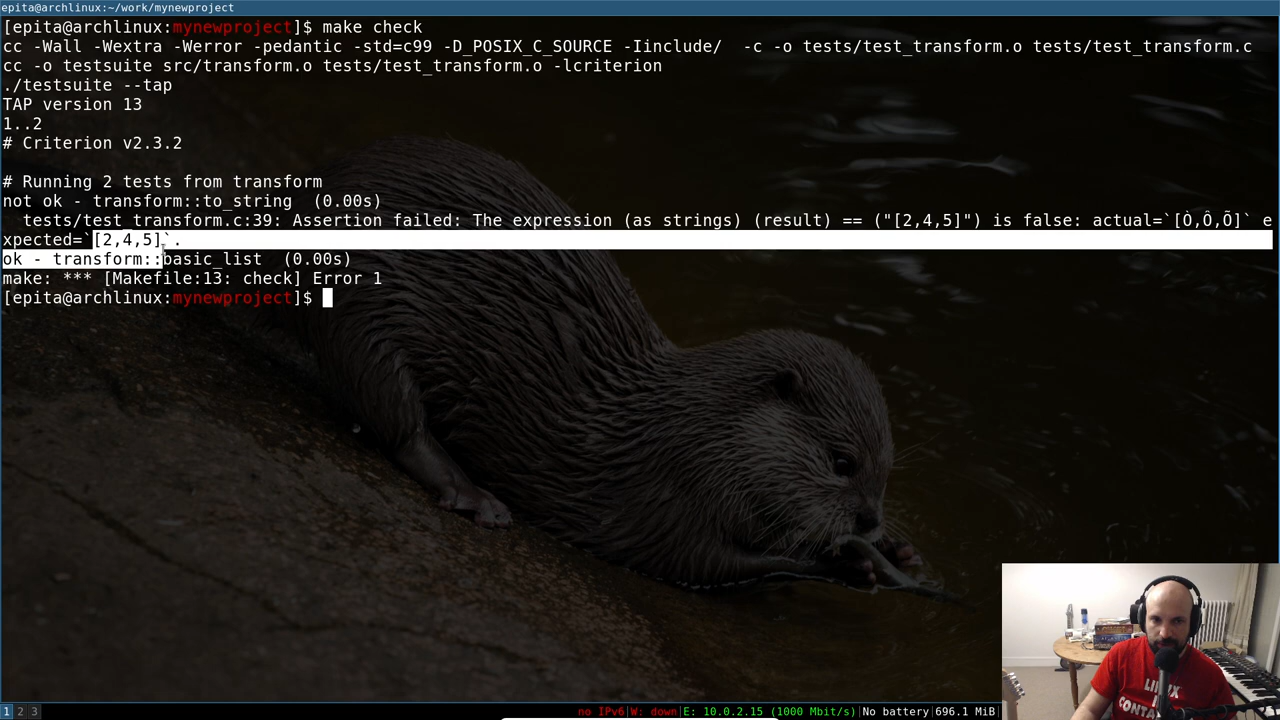 epita@archlinux:~/work/mynewproject
[epita@archlinux:mynewproject]$ make check
cc -Wall -Wextra -Werror -pedantic -std=c99 -D_POSIX_C_SOURCE -Iinclude/  -c -o tests/test_transform.o tests/test_transform.c
cc -o testsuite src/transform.o tests/test_transform.o -lcriterion
./testsuite --tap
TAP version 13
1..2
# Criterion v2.3.2
# Running 2 tests from transform
not ok - transform::to_string  (0.00s)
  tests/test_transform.c:39: Assertion failed: The expression (as strings) (result) == ("[2,4,5]") is false: actual=`[Ò,Ô,Õ]` e
xpected=`[2,4,5]`.
ok - transform::basic_list  (0.00s)
make: *** [Makefile:13: check] Error 1
[epita@archlinux:mynewproject]$
1 2 3
no IPv6|W: down|E: 10.0.2.15 (1000 Mbit/s)|No battery|696.1 MiB